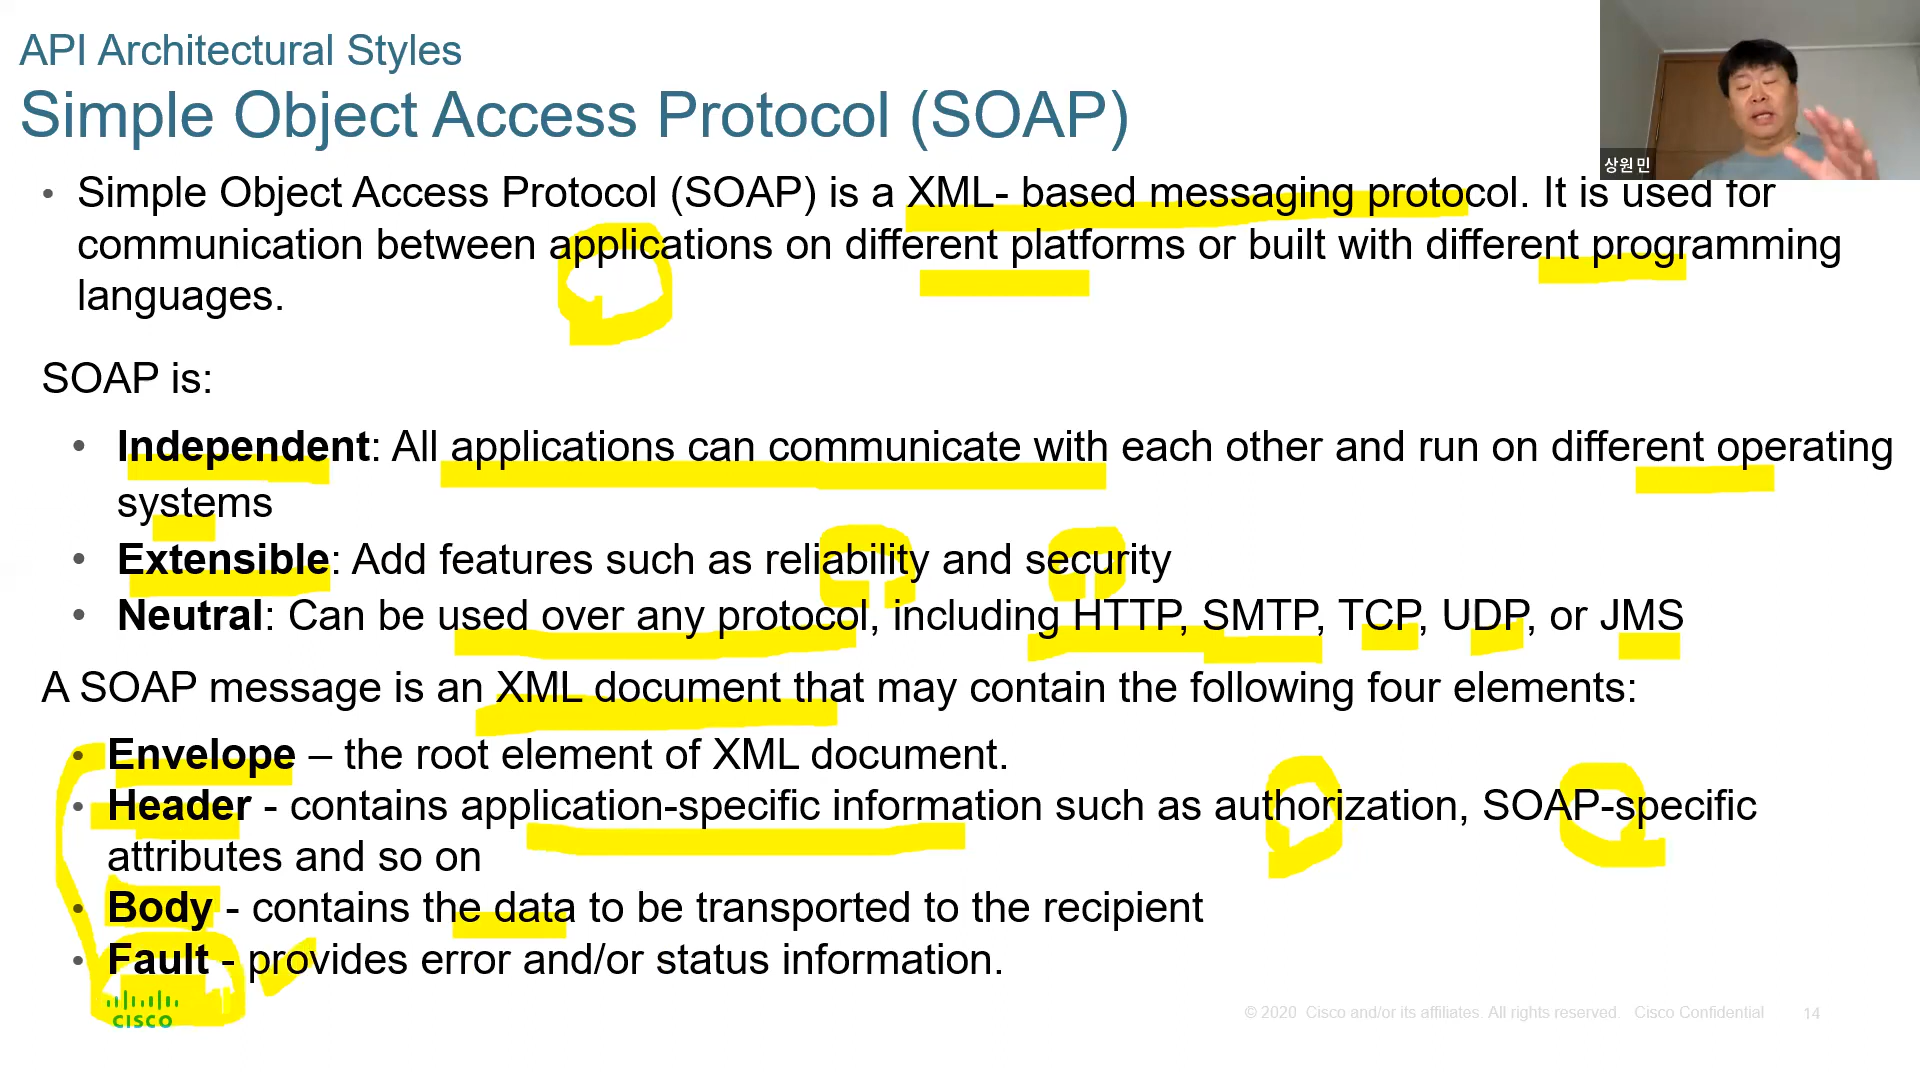 API Architectural Styles
Simple Object Access Protocol (SOAP)
상원 민
• Simple Object Access Protocol (SOAP) is a XML- based messaging protocol. It is used for
communication between applications on different platforms or built with different programming
languages.
SOAP is:
• Independent: All applications can communicate with each other and run on different operating
systems
• Extensible: Add features such as reliability and security
• Neutral: Can be used over any protocol, including HTTP, SMTP, TCP, UDP, or JMS
A SOAP message is an XML document that may contain the following four elements:
• Envelope – the root element of XML document.
• Header - contains application-specific information such as authorization, SOAP-specific
attributes and so on
• Body - contains the data to be transported to the recipient
• Fault - provides error and/or status information.
CISCO
© 2020 Cisco and/or its affiliates. All rights reserved. Cisco Confidential 14